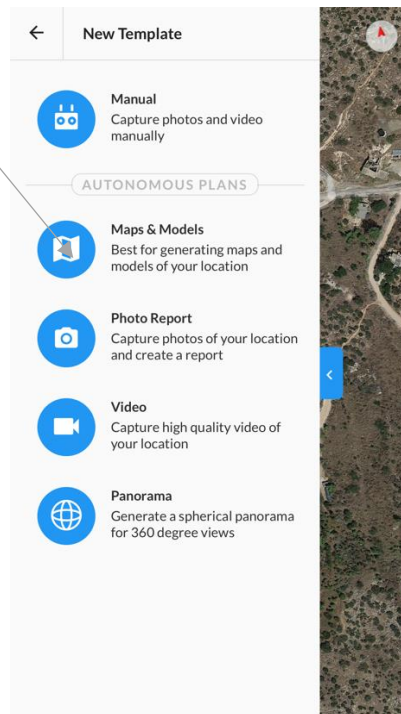 New Template
Manual
Capture photos and video
manually
AUTONOMOUS PLANS
Maps & Models
Best for generating maps and
models of your location
Photo Report
Capture photos of your location
and create a report
Video
Capture high quality video of
your location
Panorama
Generate a spherical panorama
for 360 degree views